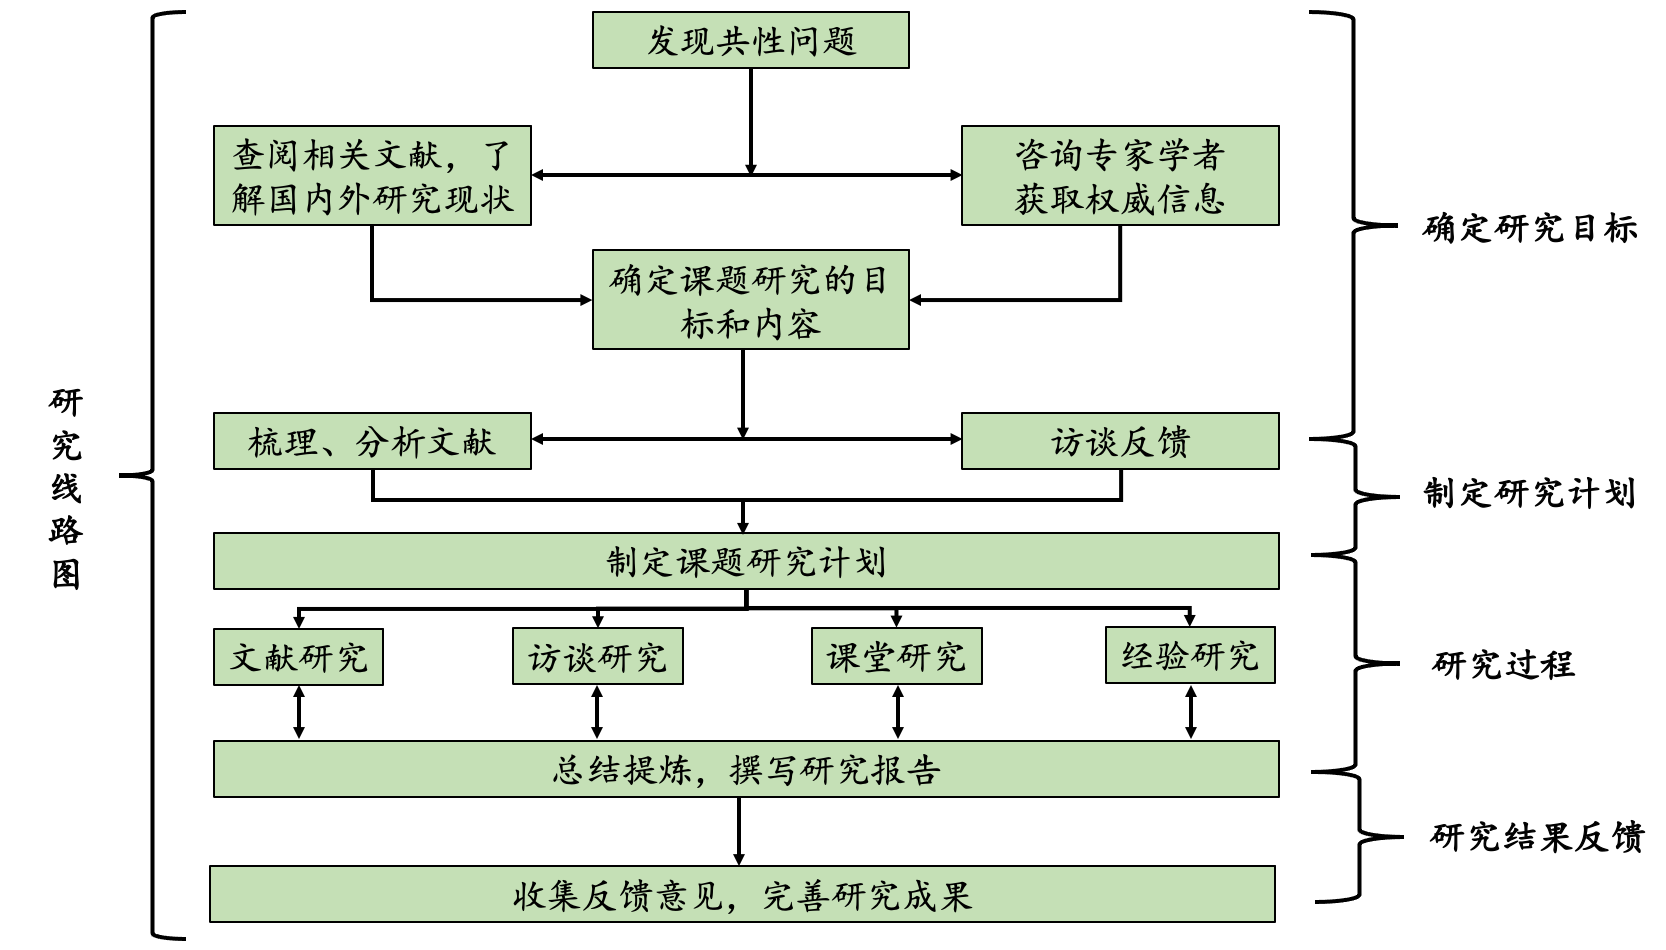 发现共性问题
查阅相关文献，了
解国内外研究现状
咨询专家学者
获取权威信息
确定研究目标
确定课题研究的目
标和内容
研
究
线
路
图
梳理、分析文献
访谈反馈
制定研究计划
制定课题研究计划
文献研究
访谈研究
课堂研究
经验研究
研究过程
总结提炼，撰写研究报告
研究结果反馈
收集反馈意见，完善研究成果